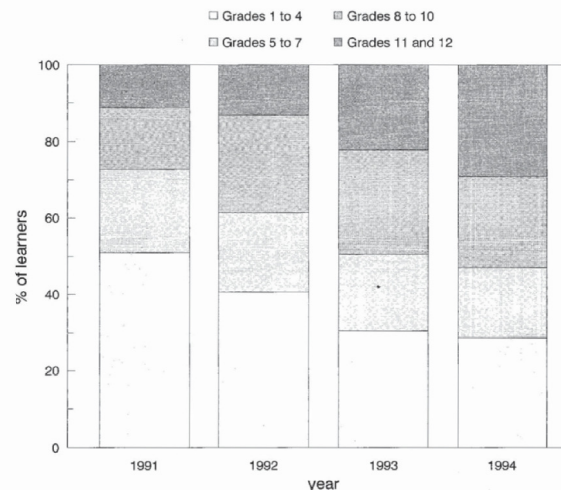 Grades 1 to 4 Grades 8 to 10
Grades 5 to 7 Grades 11 and 12
100
80
60
40
20
0
% of learners
1991 1992 1993 1994
year